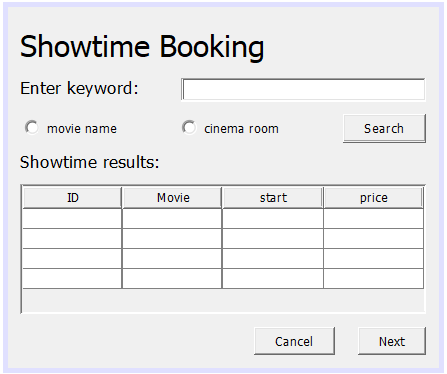 Showtime Booking
Enter keyword:
movie name cinema room Search
Showtime results:
ID Movie start price
Cancel Next